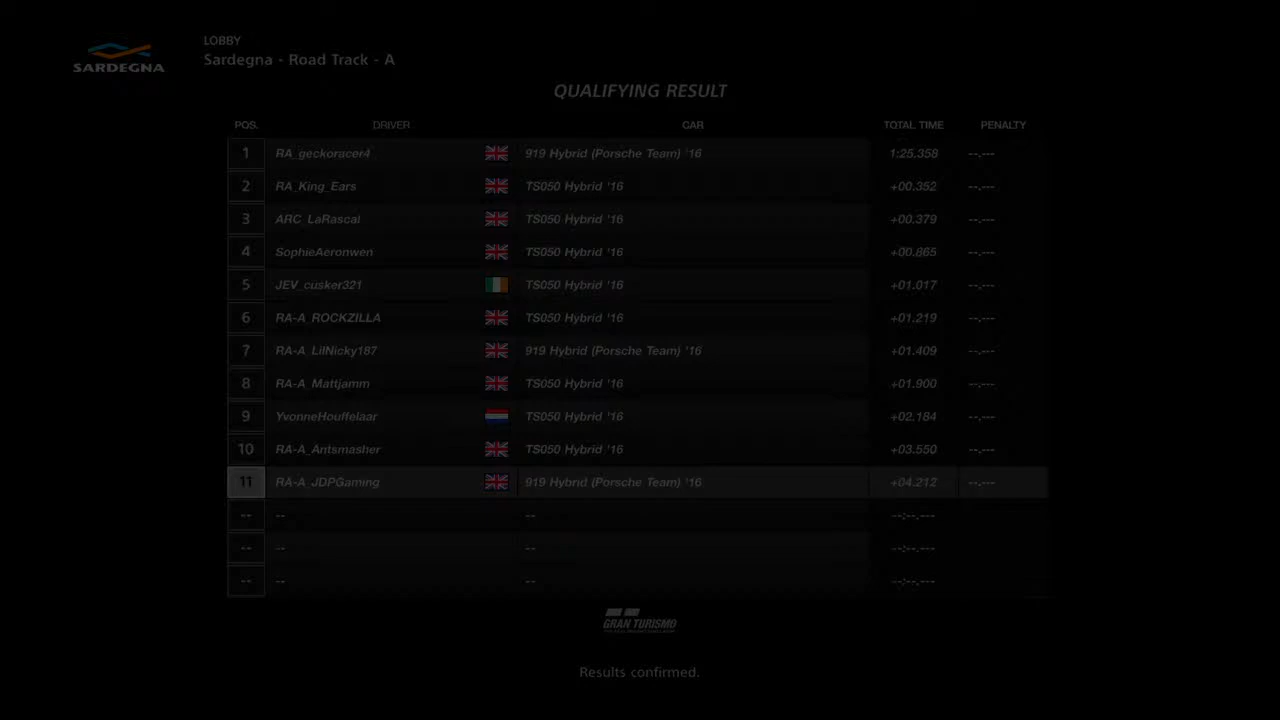 SARDEGNA
LOBBY
Sardegna - Road Track - A
QUALIFYING RESULT
POS. DRIVER CAR TOTAL TIME PENALTY
1 RA_geckoracer4 919 Hybrid (Porsche Team) '16 1:25.358 --.---
2 RA_King_Ears TS050 Hybrid '16 +00.352 --.---
3 ARC_LaRascal TS050 Hybrid '16 +00.379 --.---
4 SophieAeronwen TS050 Hybrid '16 +00.865 --.---
5 JEV_cusker321 TS050 Hybrid '16 +01.017 --.---
6 RA-A_ROCKZILLA TS050 Hybrid '16 +01.219 --.---
7 RA-A_LilNicky187 919 Hybrid (Porsche Team) '16 +01.409 --.---
8 RA-A_Mattjamm TS050 Hybrid '16 +01.900 --.---
9 YvonneHouffelaar TS050 Hybrid '16 +02.184 --.---
10 RA-A_Antsmasher TS050 Hybrid '16 +03.550 --.---
11 RA-A_JDPGaming 919 Hybrid (Porsche Team) '16 +04.212 --.---
-- -- -- --:--.---
-- -- -- --:--.---
-- -- -- --:--.---
GRAN TURISMO
Results confirmed.